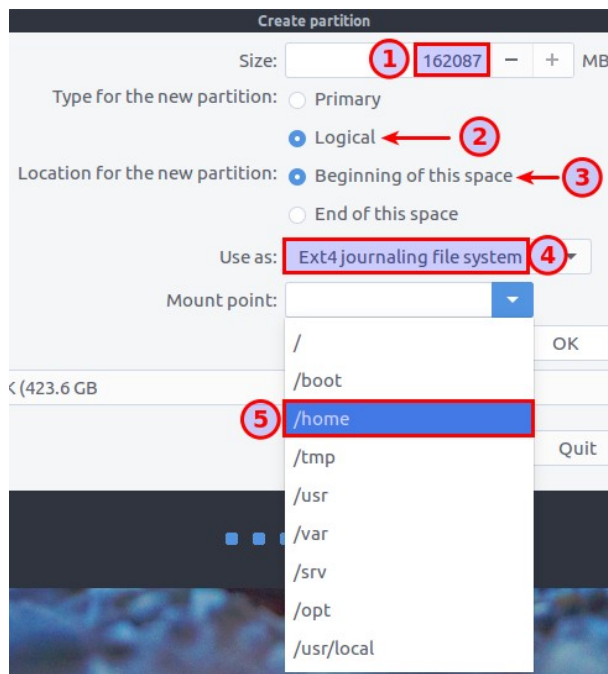 Create partition
Size: 1 162087 − + MB
Type for the new partition: Primary
Logical 2
Location for the new partition: Beginning of this space 3
End of this space
Use as: Ext4 journaling file system 4
Mount point:
/
OK
/boot
(423.6 GB
5 /home
/tmp
Quit
/usr
/var
/srv
/opt
/usr/local